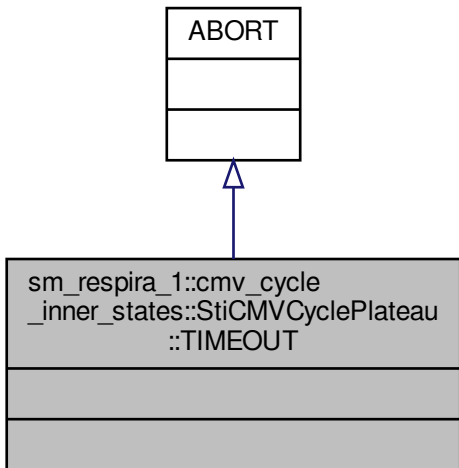 ABORT
sm_respira_1::cmv_cycle
_inner_states::StiCMVCyclePlateau
::TIMEOUT